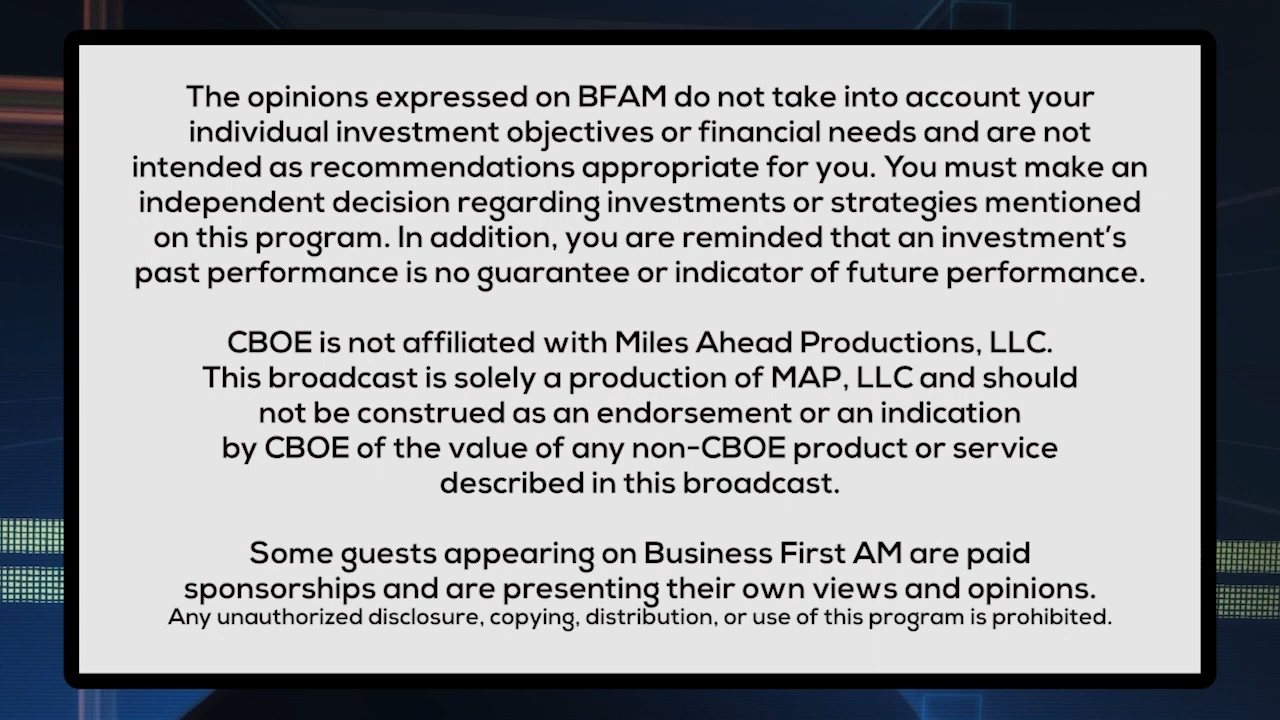 The opinions expressed on BFAM do not take into account your
individual investment objectives or financial needs and are not
intended as recommendations appropriate for you. You must make an
independent decision regarding investments or strategies mentioned
on this program. In addition, you are reminded that an investment's
past performance is no guarantee or indicator of future performance.
CBOE is not affiliated with Miles Ahead Productions, LLC.
This broadcast is solely a production of MAP, LLC and should
not be construed as an endorsement or an indication
by CBOE of the value of any non-CBOE product or service
described in this broadcast.
Some guests appearing on Business First AM are paid
sponsorships and are presenting their own views and opinions.
Any unauthorized disclosure, copying, distribution, or use of this program is prohibited.